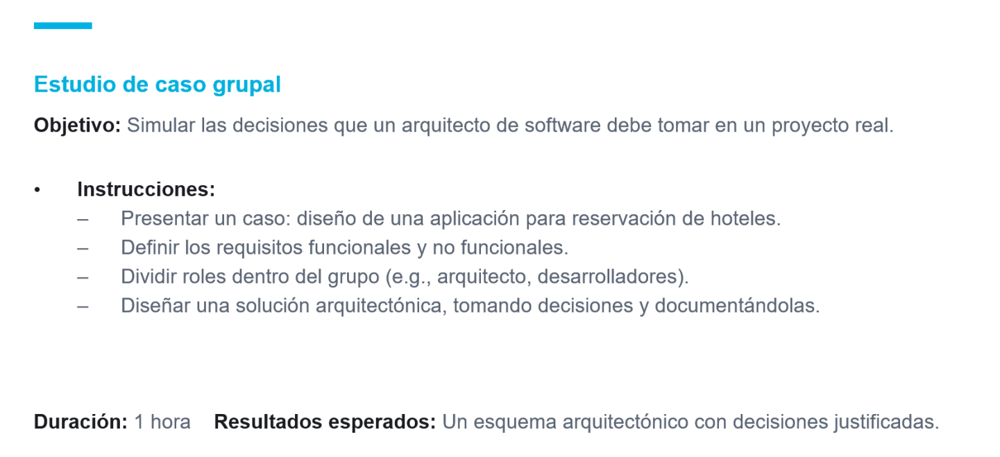 Estudio de caso grupal
Objetivo: Simular las decisiones que un arquitecto de software debe tomar en un proyecto real.
• Instrucciones:
– Presentar un caso: diseño de una aplicación para reservación de hoteles.
– Definir los requisitos funcionales y no funcionales.
– Dividir roles dentro del grupo (e.g., arquitecto, desarrolladores).
– Diseñar una solución arquitectónica, tomando decisiones y documentándolas.
Duración: 1 hora Resultados esperados: Un esquema arquitectónico con decisiones justificadas.